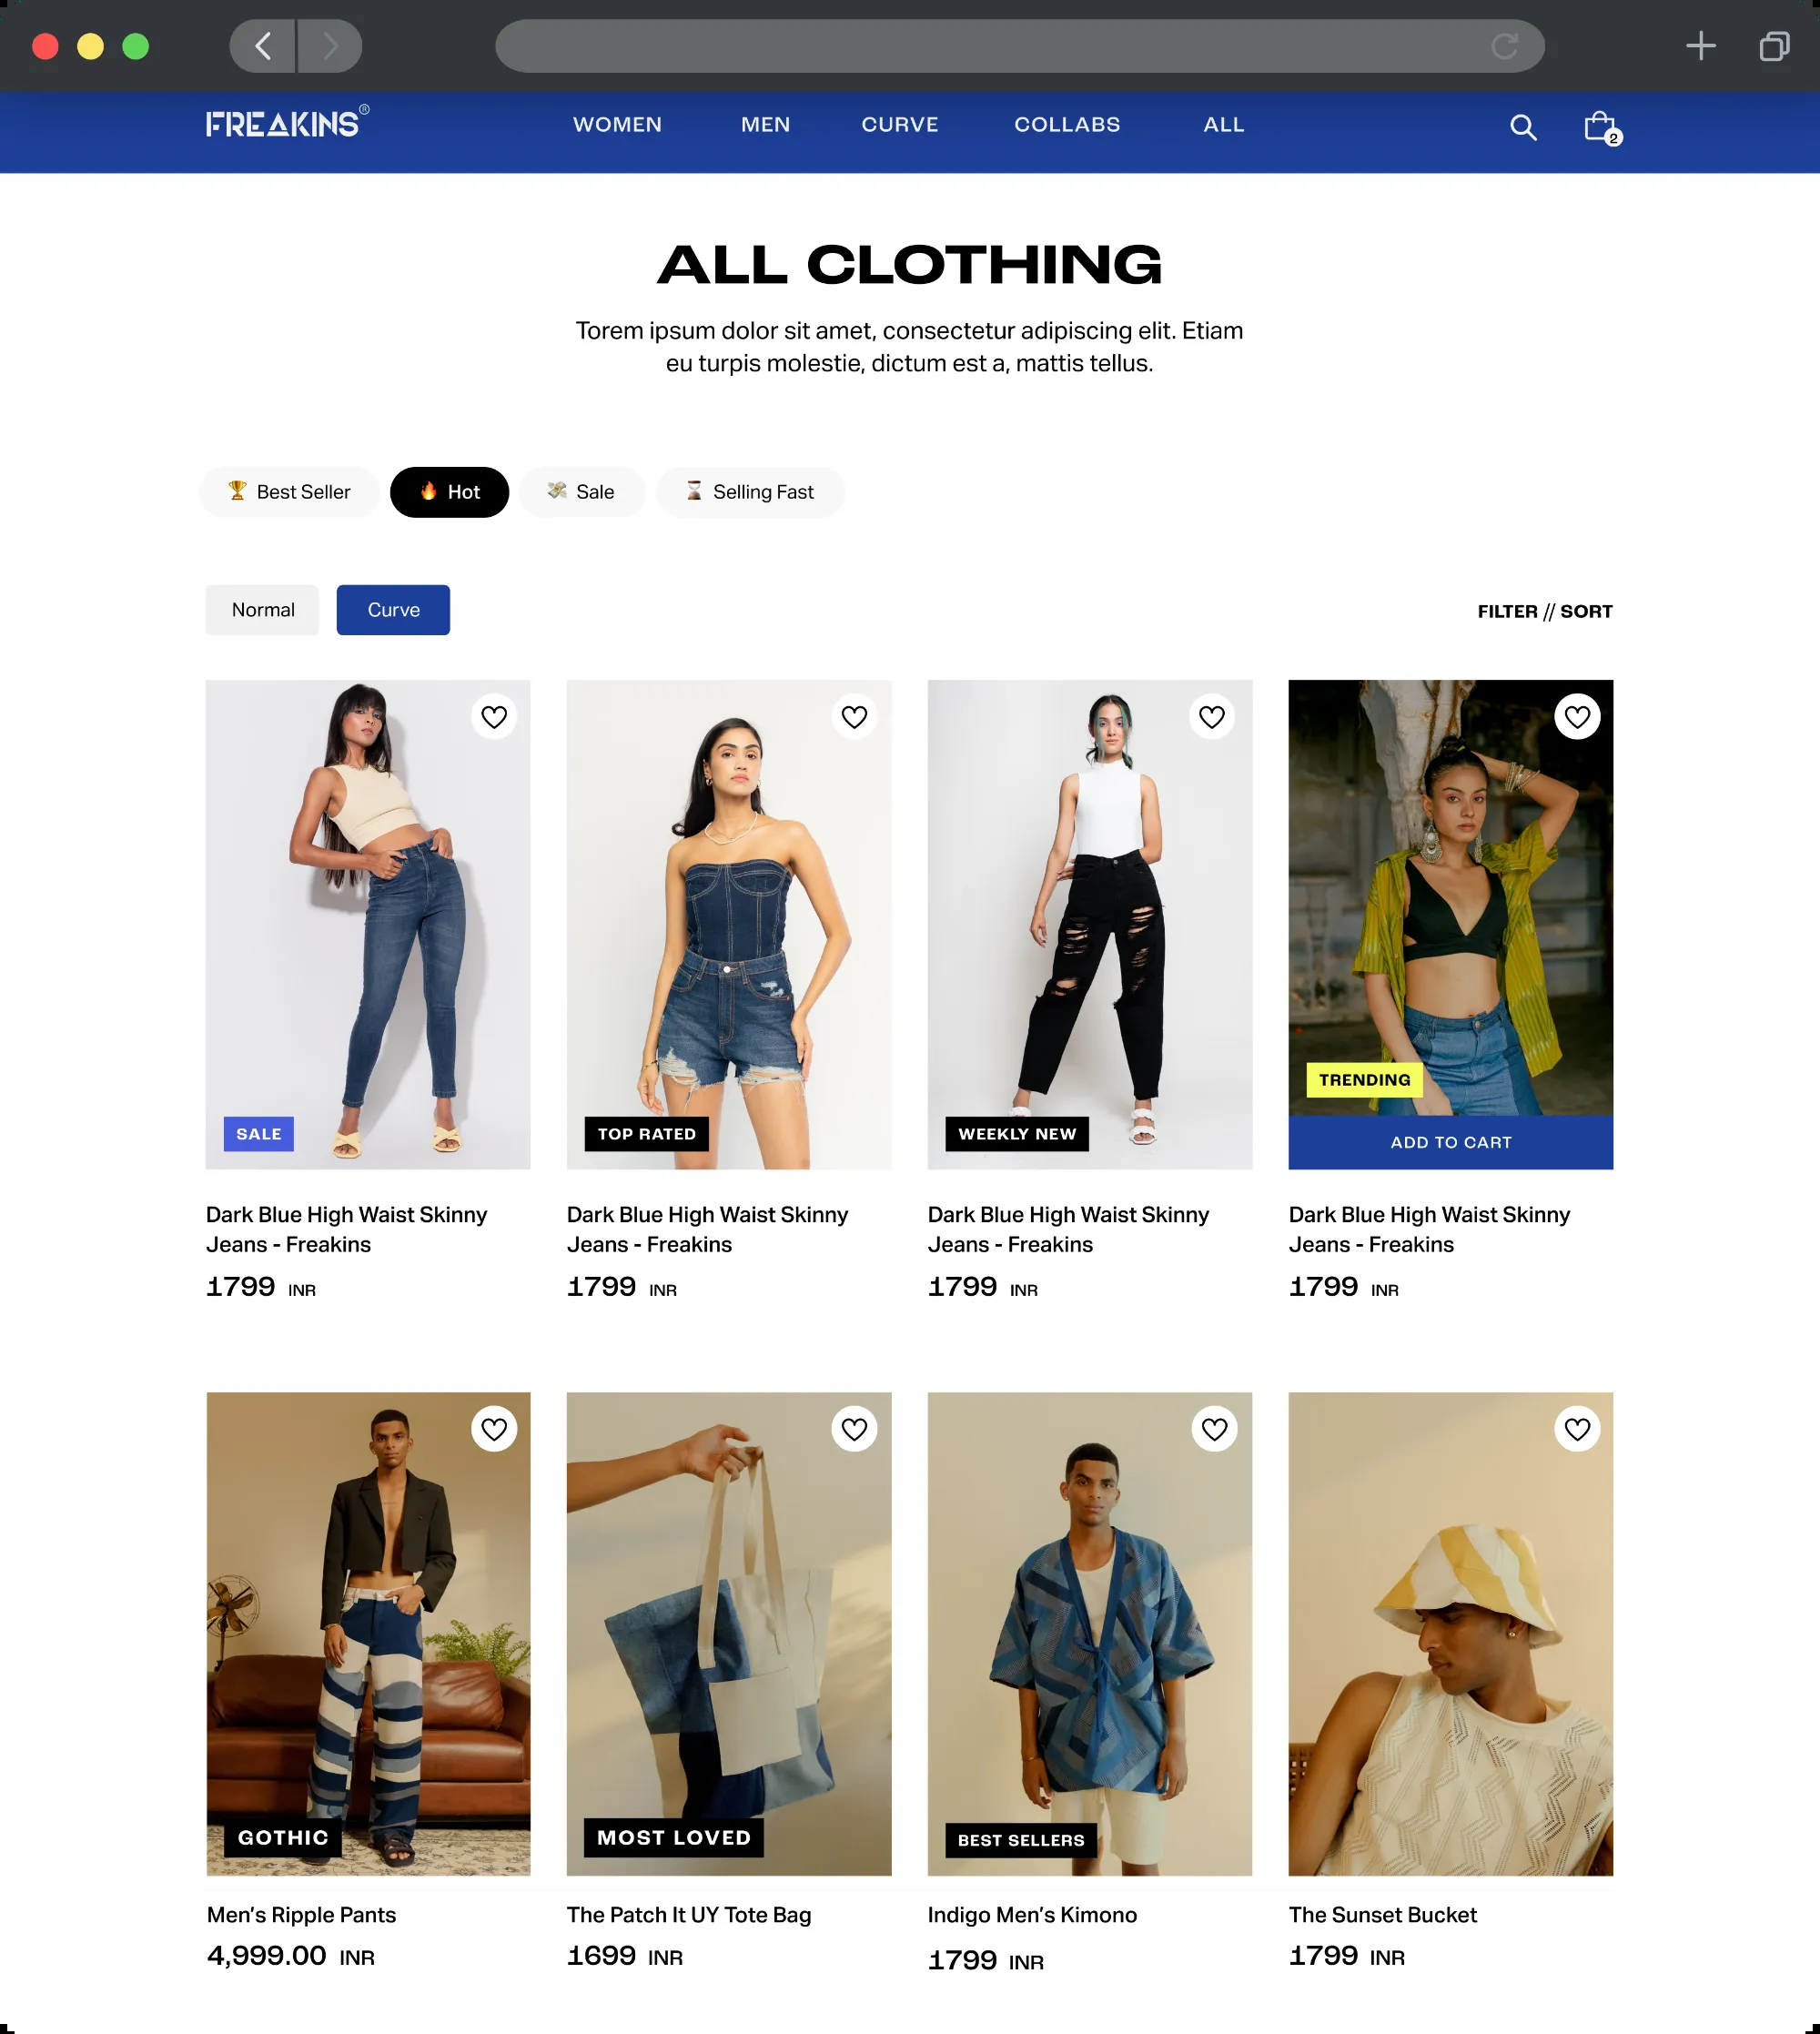 FREAKINS®
WOMEN MEN CURVE COLLABS ALL
2
ALL CLOTHING
Torem ipsum dolor sit amet, consectetur adipiscing elit. Etiam
eu turpis molestie, dictum est a, mattis tellus.
Best Seller Hot Sale Selling Fast
Normal Curve
FILTER // SORT
SALE
TOP RATED
WEEKLY NEW
TRENDING
ADD TO CART
Dark Blue High Waist Skinny
Jeans - Freakins
1799 INR
Dark Blue High Waist Skinny
Jeans - Freakins
1799 INR
Dark Blue High Waist Skinny
Jeans - Freakins
1799 INR
Dark Blue High Waist Skinny
Jeans - Freakins
1799 INR
GOTHIC
MOST LOVED
BEST SELLERS
Men’s Ripple Pants
4,999.00 INR
The Patch It UY Tote Bag
1699 INR
Indigo Men’s Kimono
1799 INR
The Sunset Bucket
1799 INR